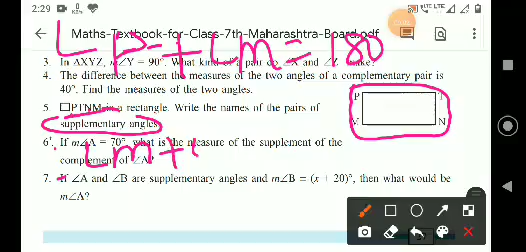 2:29
Maths-Textbook-for-Class-7th-Maharashtra-Board.pdf
L P + Lm = 180
3. In ΔXYZ, m∠Y = 90°. What kind of a pair do ∠X and ∠Z make?
4. The difference between the measures of the two angles of a complementary pair is
40°. Find the measures of the two angles.
5. □PTNM is a rectangle. Write the names of the pairs of
supplementary angles.
P T
M N
6*. If m∠A = 70°, what is the measure of the supplement of the
complement of ∠A?
Lm +
7. If ∠A and ∠B are supplementary angles and m∠B = (x + 20)°, then what would be
m∠A?